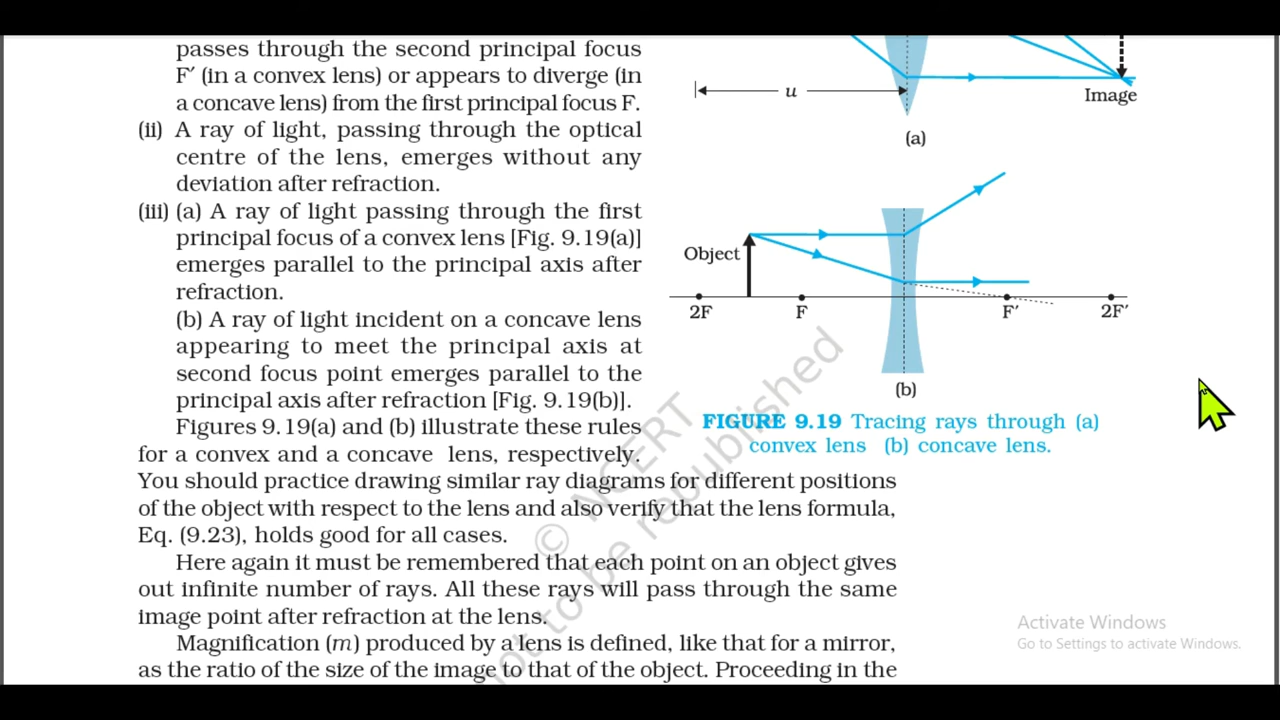 passes through the second principal focus
F′ (in a convex lens) or appears to diverge (in
a concave lens) from the first principal focus F.
(ii) A ray of light, passing through the optical
centre of the lens, emerges without any
deviation after refraction.
(iii) (a) A ray of light passing through the first
principal focus of a convex lens [Fig. 9.19(a)]
emerges parallel to the principal axis after
refraction.
(b) A ray of light incident on a concave lens
appearing to meet the principal axis at
second focus point emerges parallel to the
principal axis after refraction [Fig. 9.19(b)].
Figures 9.19(a) and (b) illustrate these rules
for a convex and a concave lens, respectively.
You should practice drawing similar ray diagrams for different positions
of the object with respect to the lens and also verify that the lens formula,
Eq. (9.23), holds good for all cases.
Here again it must be remembered that each point on an object gives
out infinite number of rays. All these rays will pass through the same
image point after refraction at the lens.
Magnification (m) produced by a lens is defined, like that for a mirror,
as the ratio of the size of the image to that of the object. Proceeding in the
u
Image
(a)
Object
2F F F′ 2F′
(b)
FIGURE 9.19 Tracing rays through (a)
convex lens (b) concave lens.
© NCERT
not to be republished
Activate Windows
Go to Settings to activate Windows.